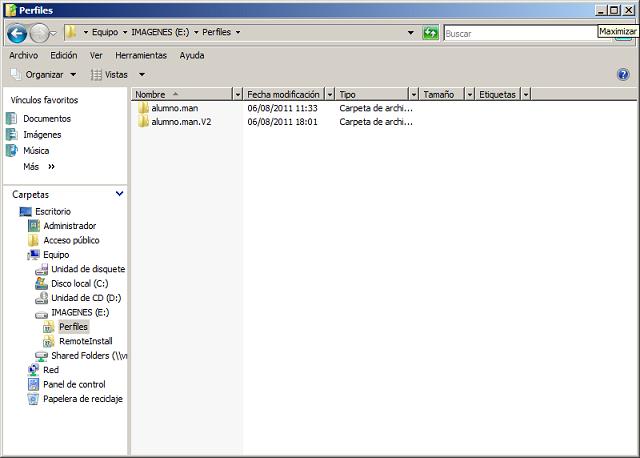 Perfiles
Equipo IMAGENES (E:) Perfiles
Buscar
Maximizar
Archivo Edición Ver Herramientas Ayuda
Organizar Vistas
Vínculos favoritos
Documentos
Imágenes
Música
Más »
Carpetas
Escritorio
Administrador
Acceso público
Equipo
Unidad de disquete
Disco local (C:)
Unidad de CD (D:)
IMAGENES (E:)
Perfiles
RemoteInstall
Shared Folders (\\
Red
Panel de control
Papelera de reciclaje
Nombre Fecha modificación Tipo Tamaño Etiquetas
alumno.man 06/08/2011 11:33 Carpeta de archi...
alumno.man.V2 06/08/2011 18:01 Carpeta de archi...